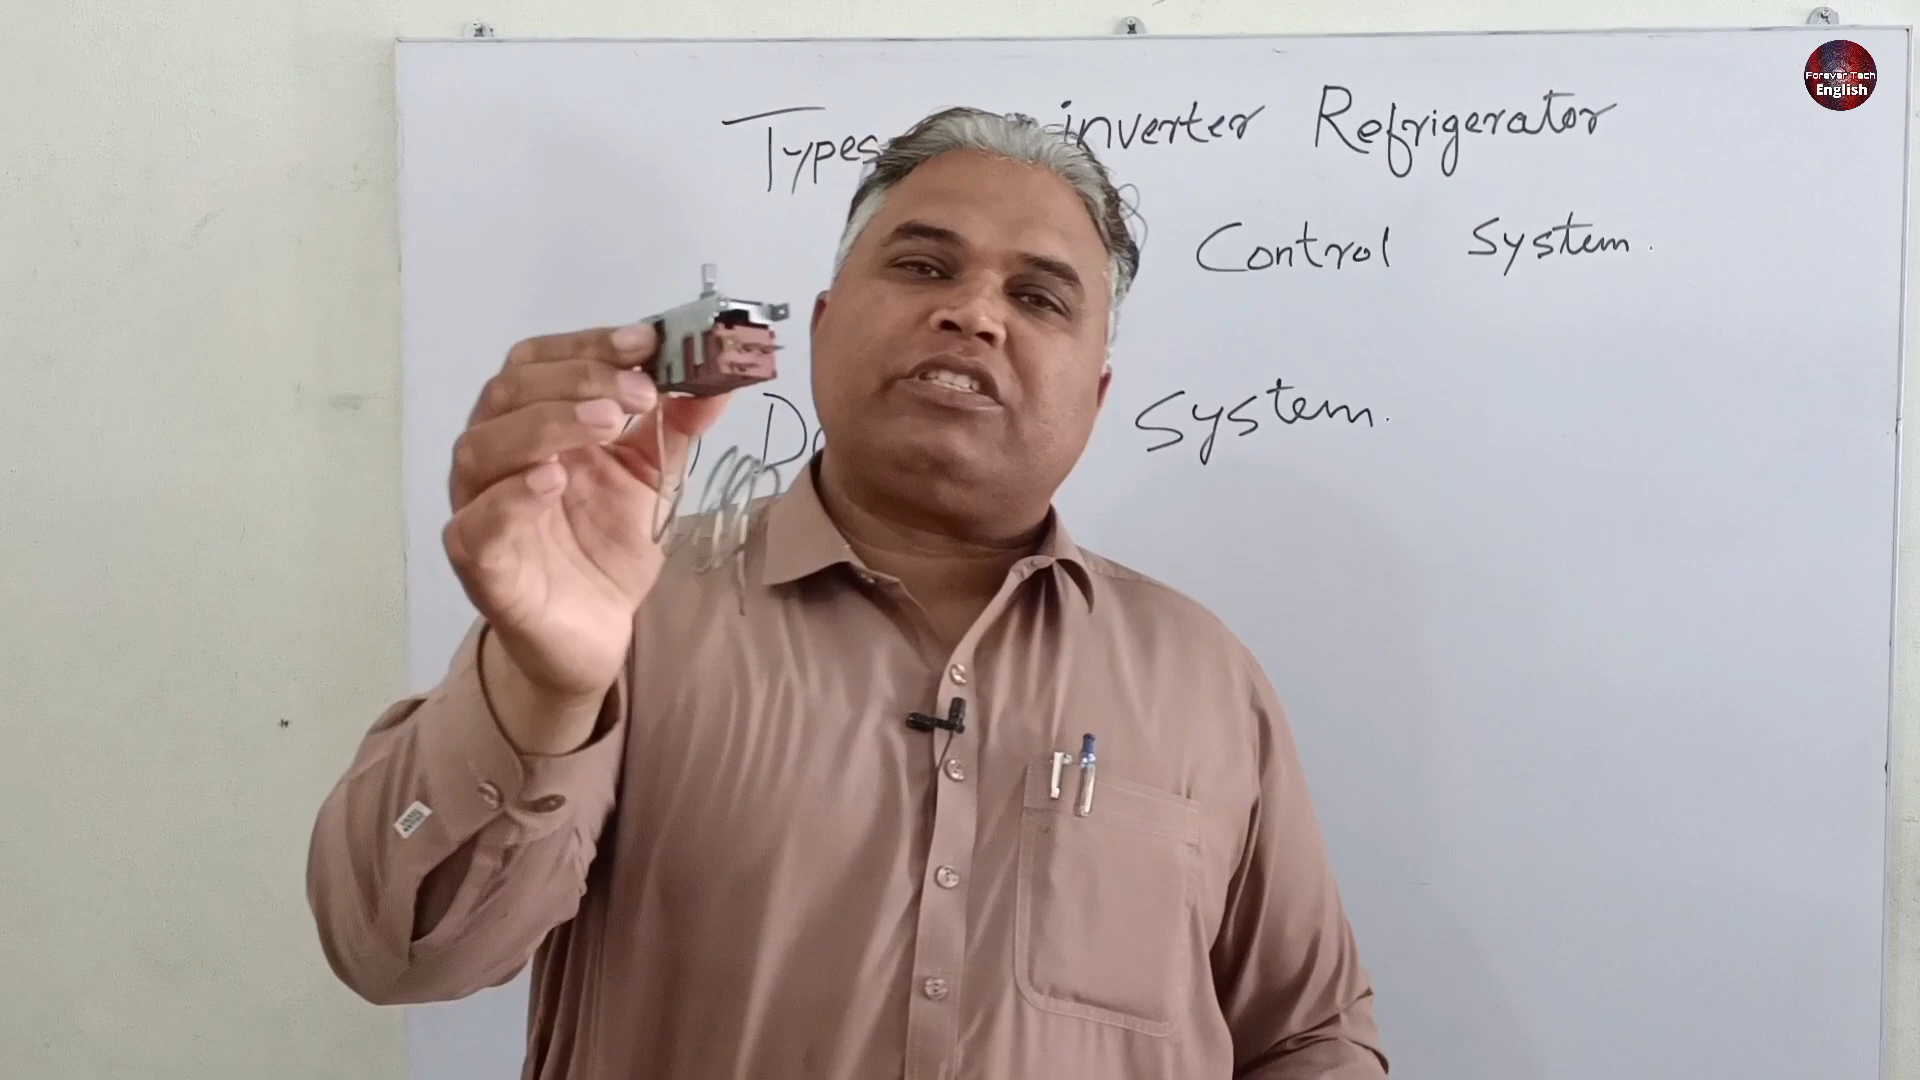 Forever Tech
English
Types inverter Refrigerator
Control System.
System.